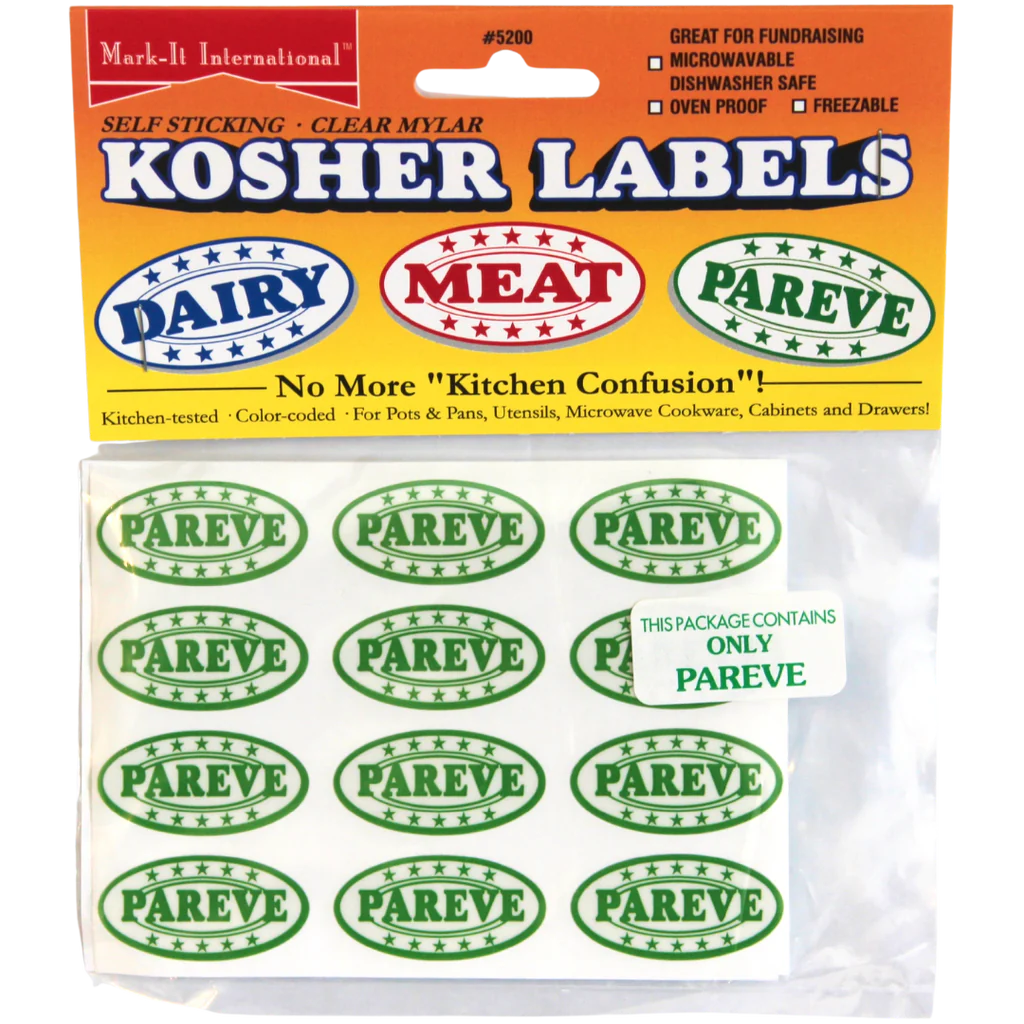 Mark-It International™
#5200
GREAT FOR FUNDRAISING
MICROWAVABLE
DISHWASHER SAFE
OVEN PROOF FREEZABLE
SELF STICKING · CLEAR MYLAR
KOSHER LABELS
DAIRY MEAT PAREVE
No More "Kitchen Confusion"!
Kitchen-tested · Color-coded · For Pots & Pans, Utensils, Microwave Cookware, Cabinets and Drawers!
PAREVE PAREVE PAREVE
PAREVE PAREVE PA
THIS PACKAGE CONTAINS
ONLY
PAREVE
PAREVE PAREVE PAREVE
PAREVE PAREVE PAREVE